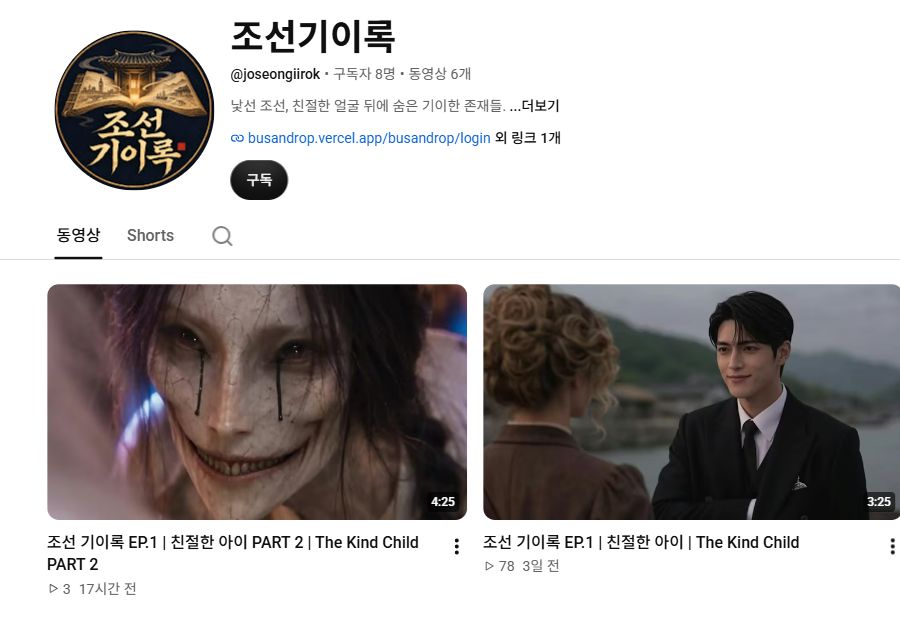 조선
기이록
조선기이록
@joseongiirok • 구독자 8명 • 동영상 6개
낯선 조선, 친절한 얼굴 뒤에 숨은 기이한 존재들. ...더보기
busandrop.vercel.app/busandrop/login 외 링크 1개
구독
동영상 Shorts
4:25
3:25
조선 기이록 EP.1 | 친절한 아이 PART 2 | The Kind Child
PART 2
3 17시간 전
조선 기이록 EP.1 | 친절한 아이 | The Kind Child
78 3일 전